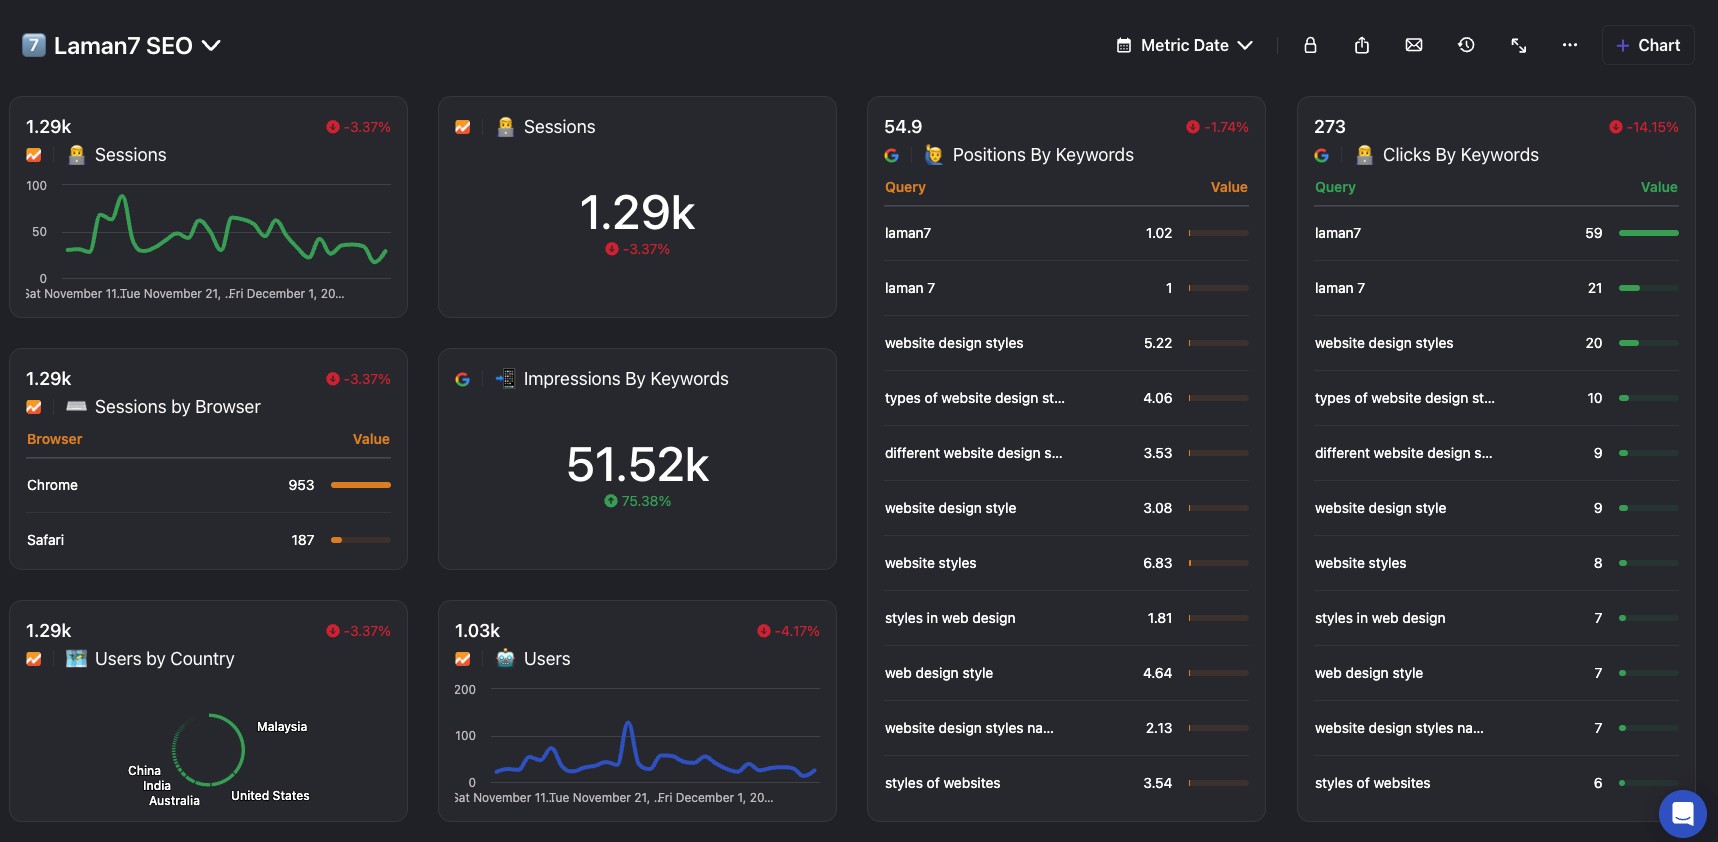 7 Laman7 SEO
Metric Date
+ Chart
1.29k
-3.37%
Sessions
100
50
0
Sat November 11...
Tue November 21, ...
Fri December 1, 20...
Sessions
1.29k
-3.37%
1.29k
-3.37%
Sessions by Browser
Browser Value
Chrome 953
Safari 187
Impressions By Keywords
51.52k
75.38%
1.29k
-3.37%
Users by Country
Malaysia
China
India
Australia
United States
1.03k
-4.17%
Users
200
100
0
Sat November 11...
Tue November 21, ...
Fri December 1, 20...
54.9
-1.74%
Positions By Keywords
Query Value
laman7 1.02
laman 7 1
website design styles 5.22
types of website design st... 4.06
different website design s... 3.53
website design style 3.08
website styles 6.83
styles in web design 1.81
web design style 4.64
website design styles na... 2.13
styles of websites 3.54
273
-14.15%
Clicks By Keywords
Query Value
laman7 59
laman 7 21
website design styles 20
types of website design st... 10
different website design s... 9
website design style 9
website styles 8
styles in web design 7
web design style 7
website design styles na... 7
styles of websites 6